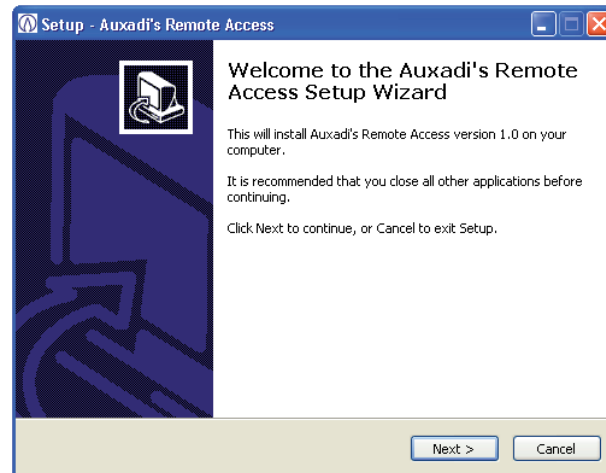 Setup - Auxadi's Remote Access
Welcome to the Auxadi's Remote
Access Setup Wizard
This will install Auxadi's Remote Access version 1.0 on your
computer.
It is recommended that you close all other applications before
continuing.
Click Next to continue, or Cancel to exit Setup.
Next >
Cancel